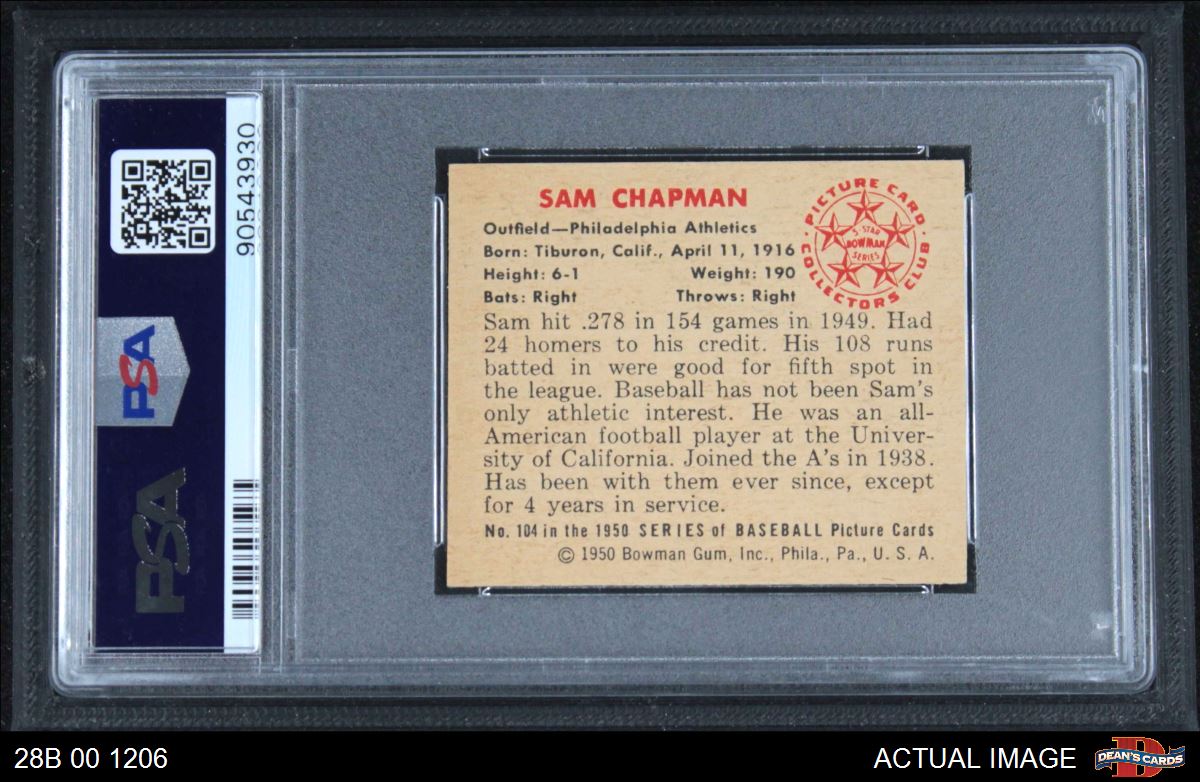 90543930
PSA
PSA
SAM CHAPMAN
Outfield—Philadelphia Athletics
Born: Tiburon, Calif., April 11, 1916
Height: 6-1 Weight: 190
Bats: Right Throws: Right
PICTURE CARD
COLLECTORS CLUB
5 STAR
BOWMAN
SERIES
Sam hit .278 in 154 games in 1949. Had
24 homers to his credit. His 108 runs
batted in were good for fifth spot in
the league. Baseball has not been Sam's
only athletic interest. He was an all-
American football player at the Univer-
sity of California. Joined the A's in 1938.
Has been with them ever since, except
for 4 years in service.
No. 104 in the 1950 SERIES of BASEBALL Picture Cards
© 1950 Bowman Gum, Inc., Phila., Pa., U. S. A.
28B 00 1206
ACTUAL IMAGE
D
DEAN'S CARDS